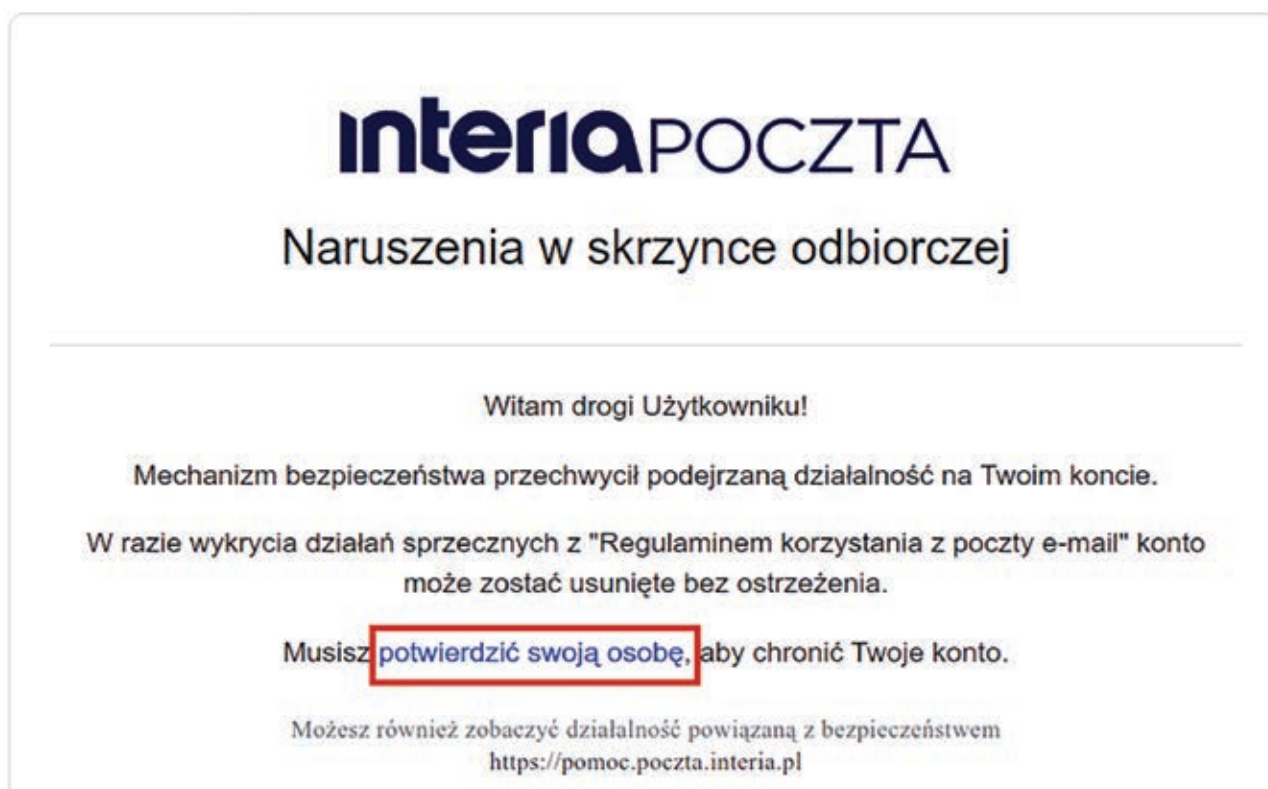 interia POCZTA
Naruszenia w skrzynce odbiorczej
Witam drogi Użytkowniku!
Mechanizm bezpieczeństwa przechwycił podejrzaną działalność na Twoim koncie.
W razie wykrycia działań sprzecznych z "Regulaminem korzystania z poczty e-mail" konto
może zostać usunięte bez ostrzeżenia.
Musisz potwierdzić swoją osobę, aby chronić Twoje konto.
Możesz również zobaczyć działalność powiązaną z bezpieczeństwem
https://pomoc.poczta.interia.pl